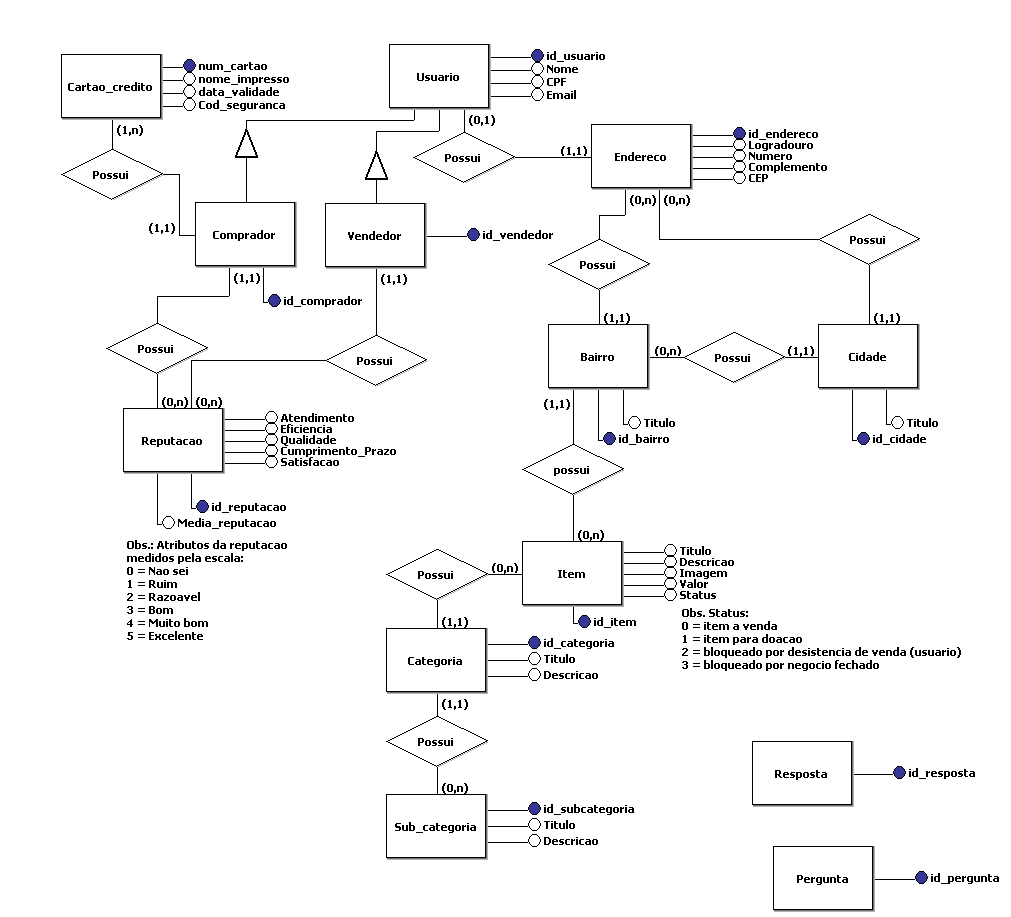 Cartao_credito
num_cartao
nome_impresso
data_validade
Cod_seguranca
Usuario
id_usuario
Nome
CPF
Email
(1,n)
(0,1)
Possui
Possui
(1,1)
Endereco
id_endereco
Logradouro
Numero
Complemento
CEP
(0,n)
(0,n)
(1,1)
Comprador
Vendedor
id_vendedor
Possui
Possui
(1,1)
id_comprador
(1,1)
Possui
Possui
(1,1)
(1,1)
Bairro
(0,n)
Possui
(1,1)
Cidade
(0,n)
(0,n)
Reputacao
Atendimento
Eficiencia
Qualidade
Cumprimento_Prazo
Satisfacao
(1,1)
Titulo
id_bairro
Titulo
id_cidade
possui
id_reputacao
Media_reputacao
Obs.: Atributos da reputacao
medidos pela escala:
0 = Nao sei
1 = Ruim
2 = Razoavel
3 = Bom
4 = Muito bom
5 = Excelente
(0,n)
Possui
(0,n)
Item
Titulo
Descricao
Imagem
Valor
Status
id_item
Obs. Status:
0 = item a venda
1 = item para doacao
2 = bloqueado por desistencia de venda (usuario)
3 = bloqueado por negocio fechado
(1,1)
Categoria
id_categoria
Titulo
Descricao
(1,1)
Possui
(0,n)
Sub_categoria
id_subcategoria
Titulo
Descricao
Resposta
id_resposta
Pergunta
id_pergunta